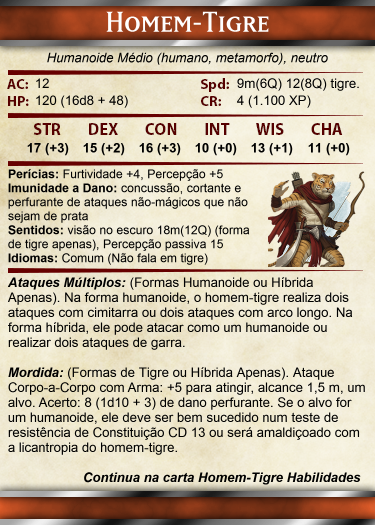 HOMEM-TIGRE
Humanoide Médio (humano, metamorfo), neutro
AC: 12 Spd: 9m(6Q) 12(8Q) tigre.
HP: 120 (16d8 + 48) CR: 4 (1.100 XP)
STR DEX CON INT WIS CHA
17 (+3) 15 (+2) 16 (+3) 10 (+0) 13 (+1) 11 (+0)
Perícias: Furtividade +4, Percepção +5
Imunidade a Dano: concussão, cortante e
perfurante de ataques não-mágicos que não
sejam de prata
Sentidos: visão no escuro 18m(12Q) (forma
de tigre apenas), Percepção passiva 15
Idiomas: Comum (Não fala em tigre)
Ataques Múltiplos: (Formas Humanoide ou Híbrida
Apenas). Na forma humanoide, o homem-tigre realiza dois
ataques com cimitarra ou dois ataques com arco longo. Na
forma híbrida, ele pode atacar como um humanoide ou
realizar dois ataques de garra.
Mordida: (Formas de Tigre ou Híbrida Apenas). Ataque
Corpo-a-Corpo com Arma: +5 para atingir, alcance 1,5 m, um
alvo. Acerto: 8 (1d10 + 3) de dano perfurante. Se o alvo for
um humanoide, ele deve ser bem sucedido num teste de
resistência de Constituição CD 13 ou será amaldiçoado com
a licantropia do homem-tigre.
Continua na carta Homem-Tigre Habilidades